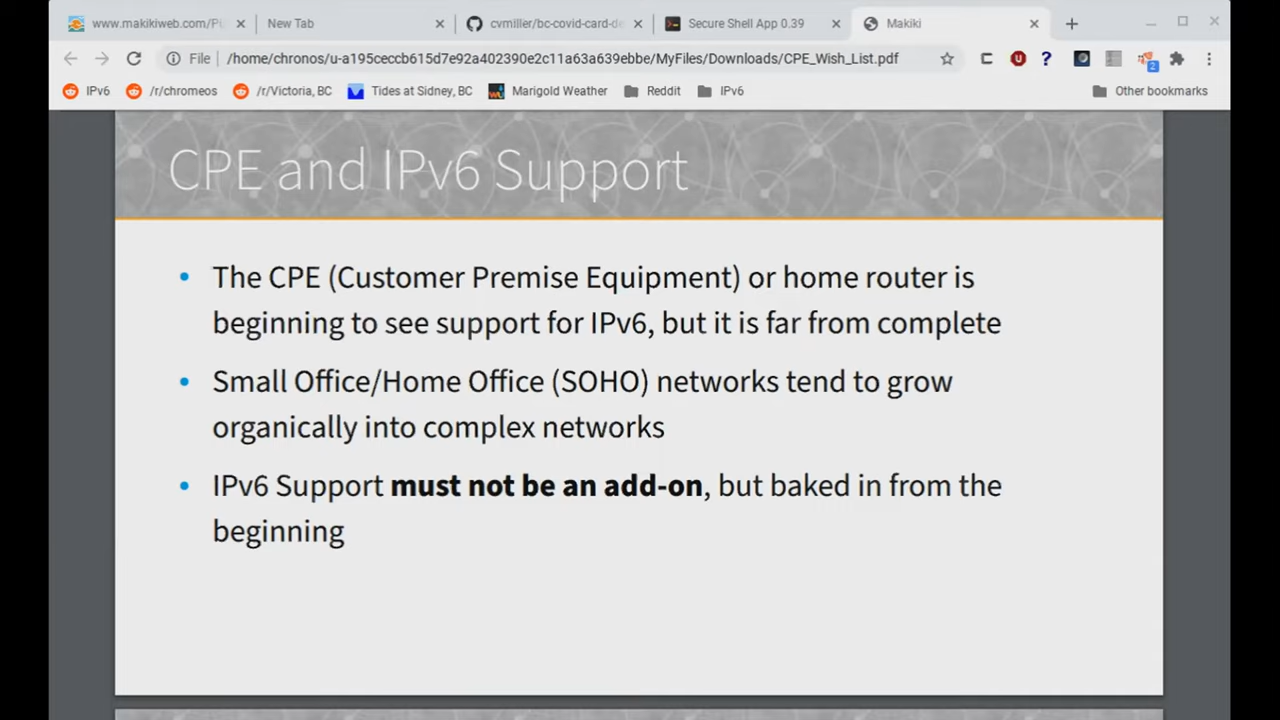 www.makikiweb.com/Pi
New Tab
cvmiller/bc-covid-card-de
Secure Shell App 0.39
Makiki
File
/home/chronos/u-a195cccb615d7e92a402390e2c11a63a639ebbe/MyFiles/Downloads/CPE_Wish_List.pdf
2
IPv6
/r/chromeos
/r/Victoria, BC
Tides at Sidney, BC
Marigold Weather
Reddit
IPv6
Other bookmarks
CPE and IPv6 Support
• The CPE (Customer Premise Equipment) or home router is
beginning to see support for IPv6, but it is far from complete
• Small Office/Home Office (SOHO) networks tend to grow
organically into complex networks
• IPv6 Support must not be an add-on, but baked in from the
beginning